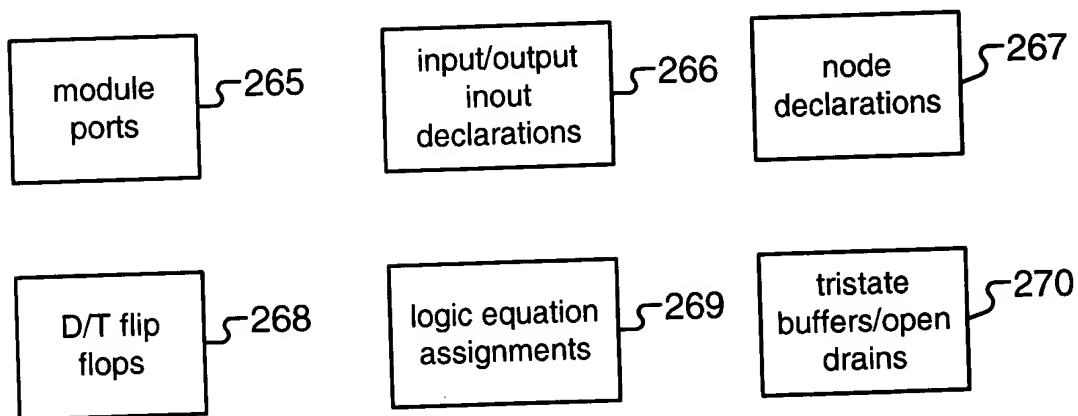 module
ports
265
input/output
inout
declarations
266
node
declarations
267
D/T flip
flops
268
logic equation
assignments
269
tristate
buffers/open
drains
270